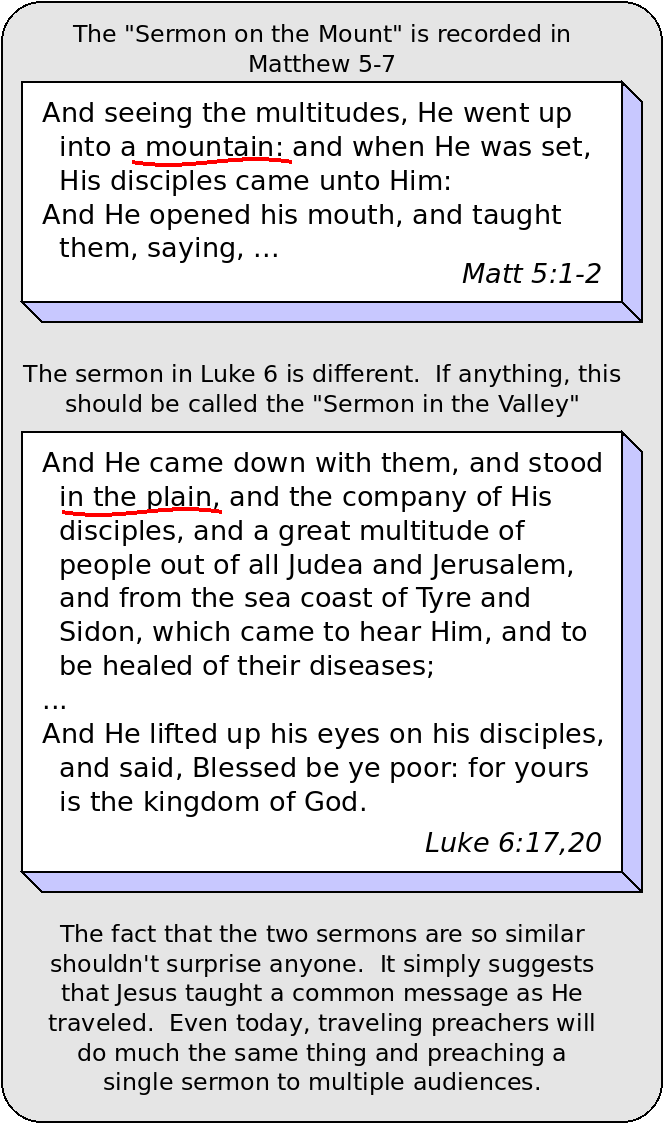 The "Sermon on the Mount" is recorded in
Matthew 5-7
And seeing the multitudes, He went up
into a mountain: and when He was set,
His disciples came unto Him:
And He opened his mouth, and taught
them, saying, ...
Matt 5:1-2
The sermon in Luke 6 is different.  If anything, this
should be called the "Sermon in the Valley"
And He came down with them, and stood
in the plain, and the company of His
disciples, and a great multitude of
people out of all Judea and Jerusalem,
and from the sea coast of Tyre and
Sidon, which came to hear Him, and to
be healed of their diseases;
...
And He lifted up his eyes on his disciples,
and said, Blessed be ye poor: for yours
is the kingdom of God.
Luke 6:17,20
The fact that the two sermons are so similar
shouldn't surprise anyone.  It simply suggests
that Jesus taught a common message as He
traveled.  Even today, traveling preachers will
do much the same thing and preaching a
single sermon to multiple audiences.